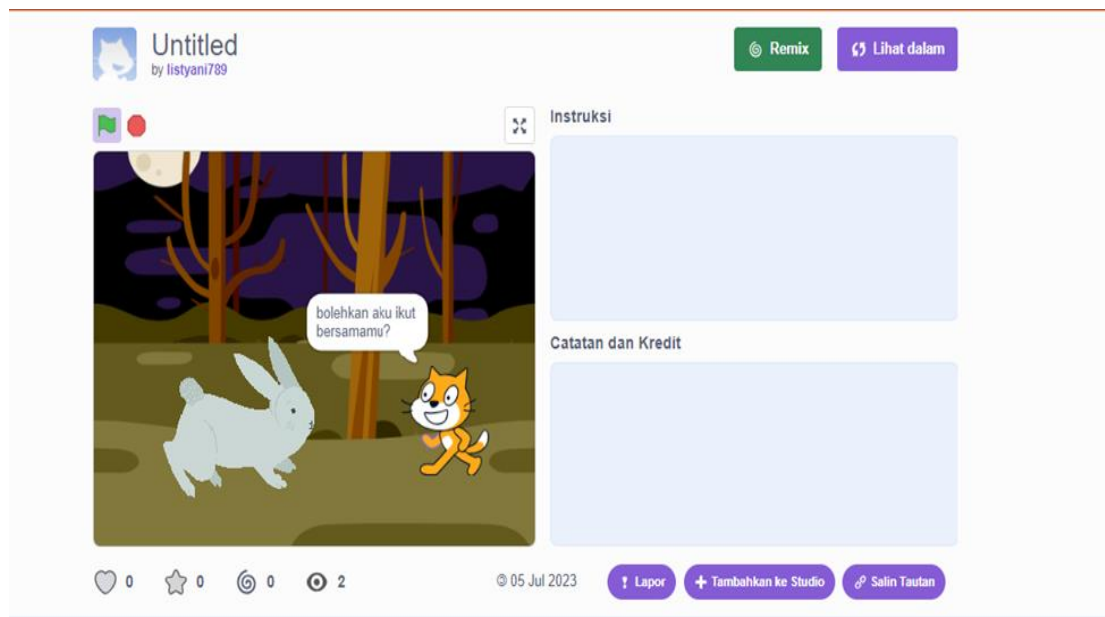 Untitled
by listyani789
Remix
Lihat dalam
Instruksi
bolehkan aku ikut
bersamamu?
Catatan dan Kredit
0
0
0
2
© 05 Jul 2023
Lapor
Tambahkan ke Studio
Salin Tautan